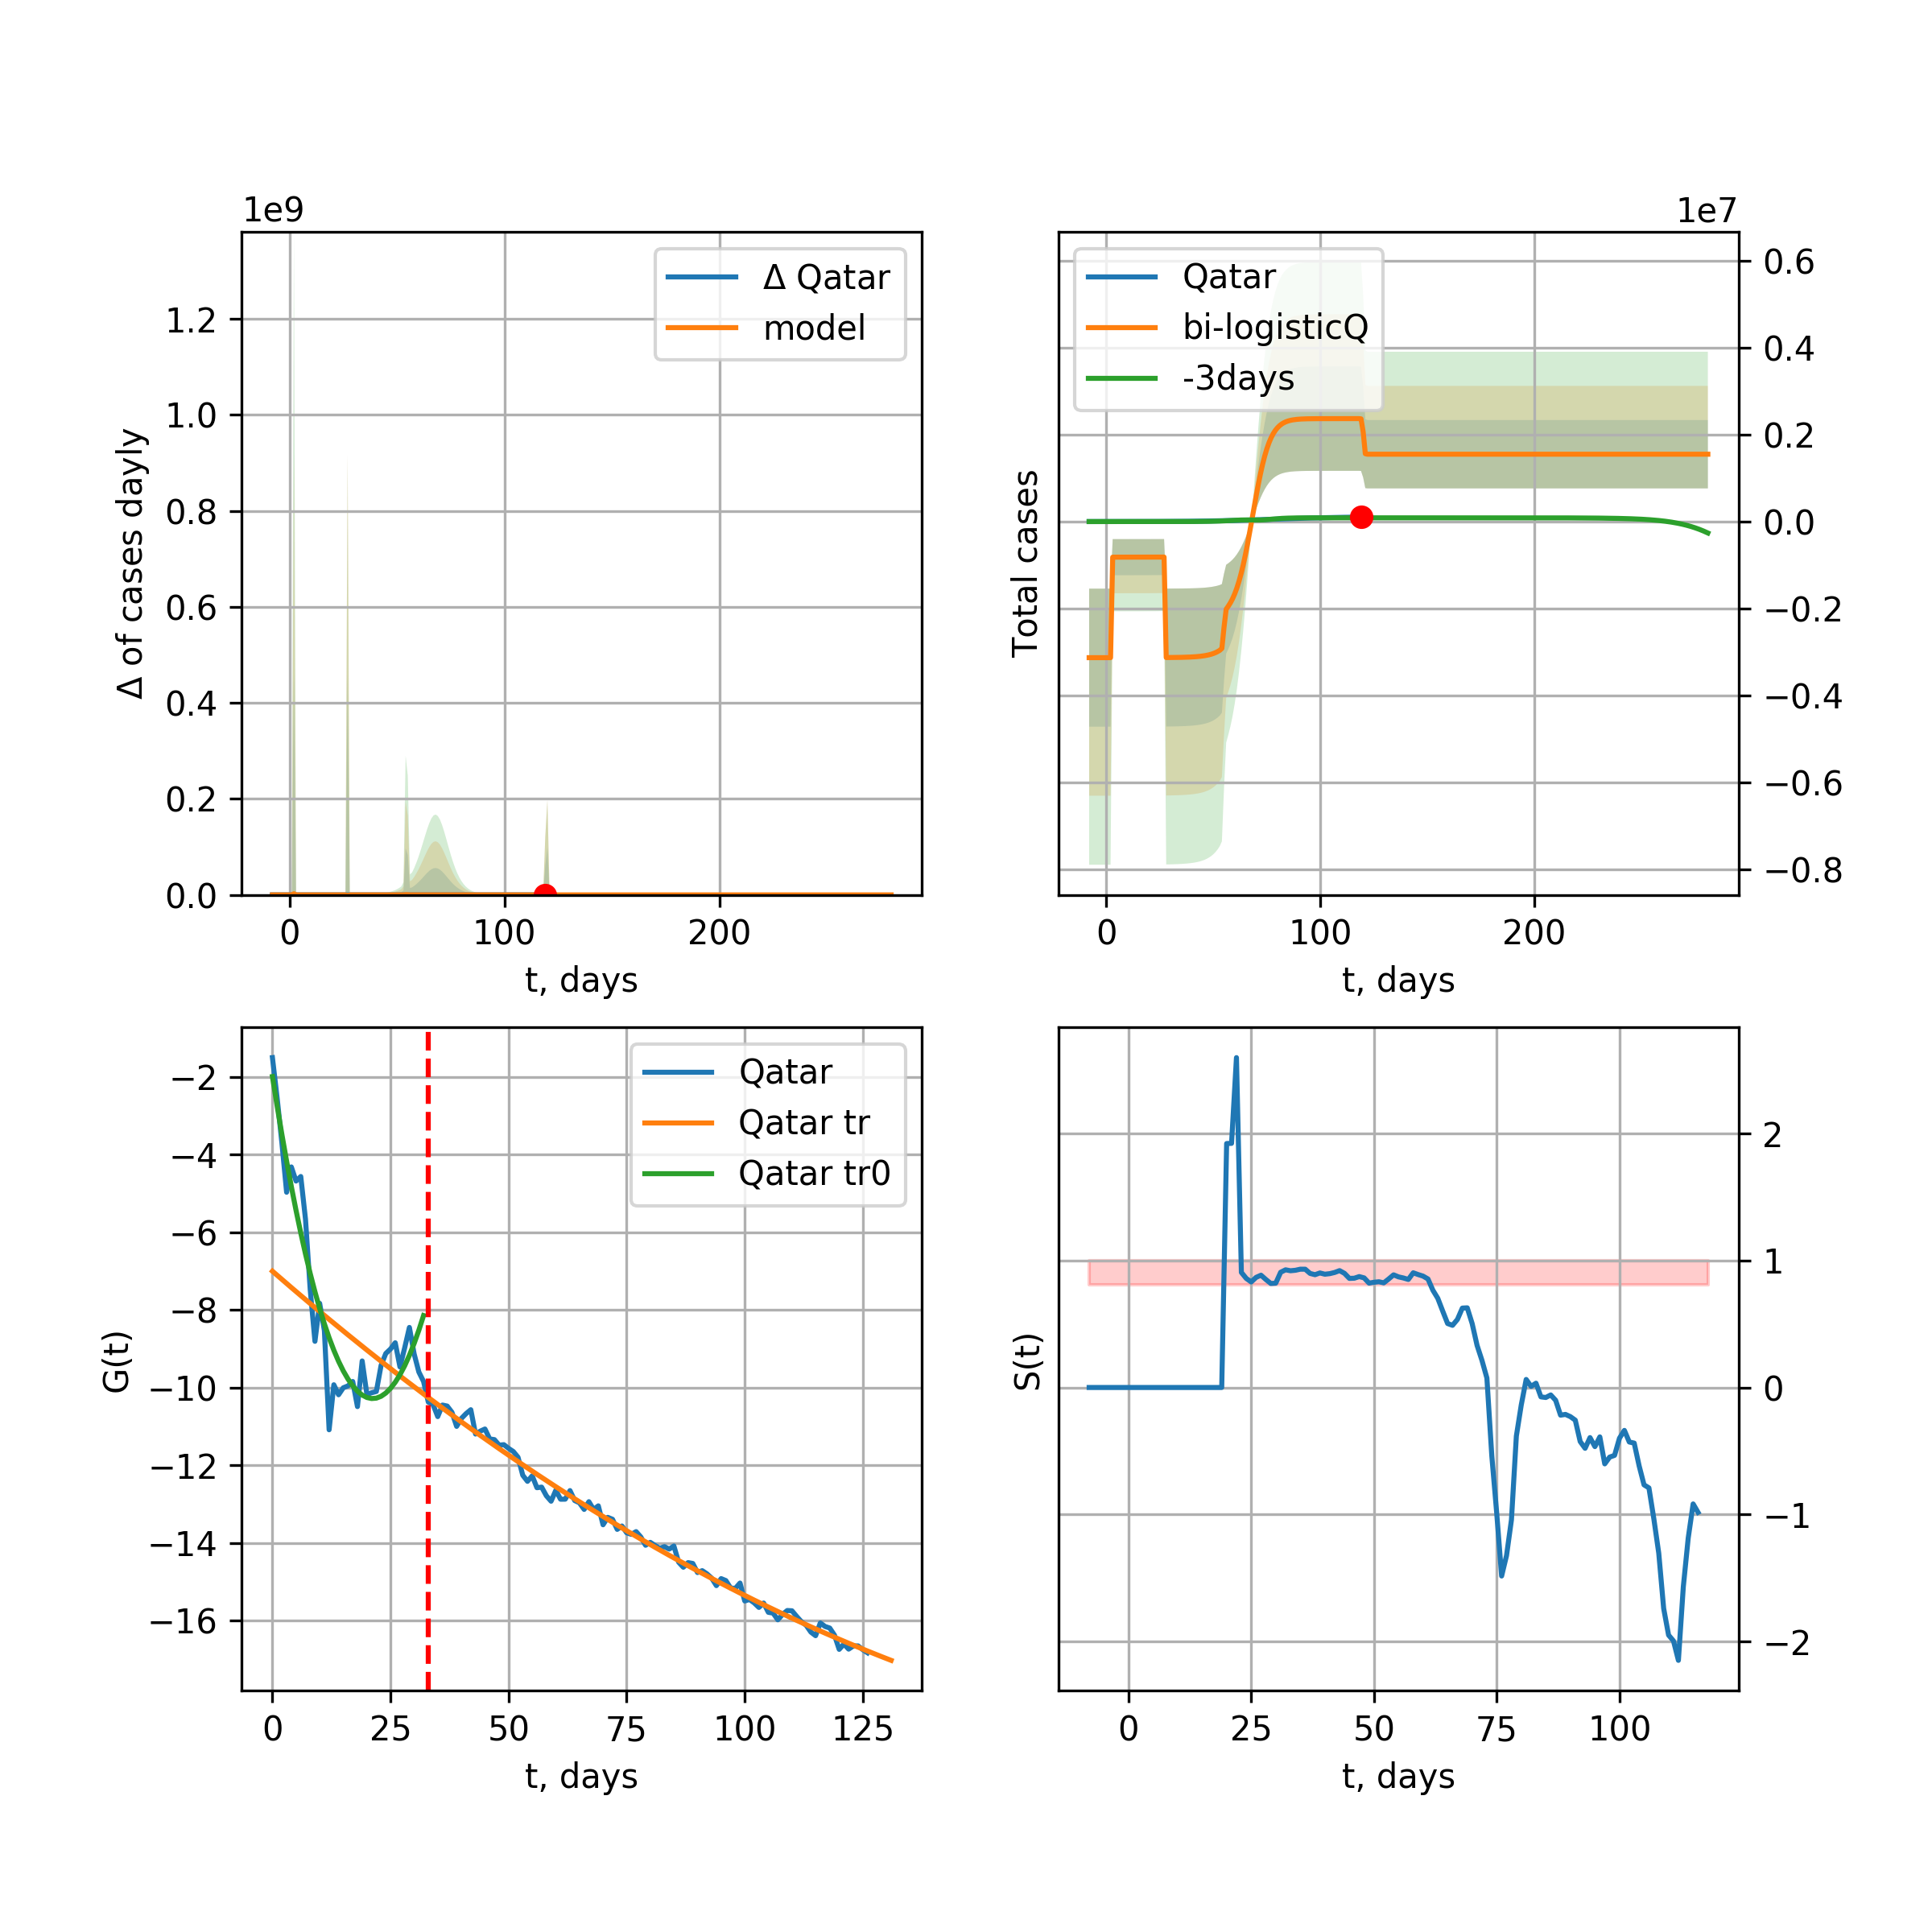 1e9
Δ Qatar
model
1.2
1.0
0.8
0.6
0.4
0.2
0.0
Δ of cases dayly
0 100 200
t, days
1e7
Qatar
bi-logisticQ
-3days
0.6
0.4
0.2
0.0
−0.2
−0.4
−0.6
−0.8
Total cases
0 100 200
t, days
Qatar
Qatar tr
Qatar tr0
−2
−4
−6
−8
−10
−12
−14
−16
G(t)
0 25 50 75 100 125
t, days
2
1
0
−1
−2
S(t)
0 25 50 75 100
t, days